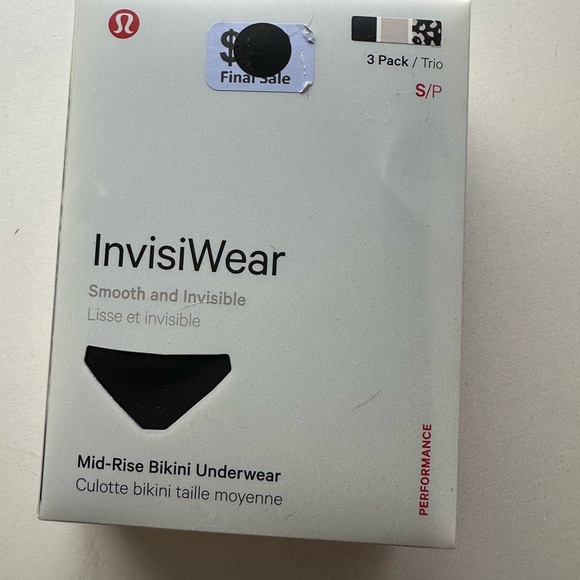 $
Final Sale
3 Pack / Trio
S/P
InvisiWear
Smooth and Invisible
Lisse et invisible
Mid-Rise Bikini Underwear
Culotte bikini taille moyenne
PERFORMANCE